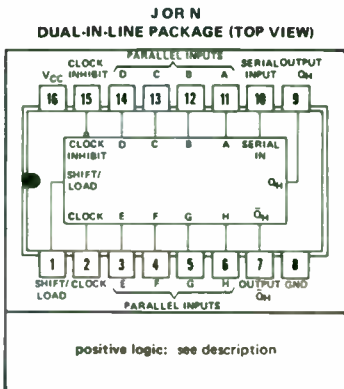 J OR N
DUAL-IN-LINE PACKAGE (TOP VIEW)
PARALLEL INPUTS
CLOCK SERIAL OUTPUT
VCC INHIBIT D C B A INPUT QH
16 15 14 13 12 11 10 9
CLOCK D C B A SERIAL
INHIBIT IN
SHIFT/
LOAD QH
CLOCK E F G H Q̅H
1 2 3 4 5 6 7 8
SHIFT/ CLOCK E F G H OUTPUT GND
LOAD Q̅H
PARALLEL INPUTS
positive logic: see description